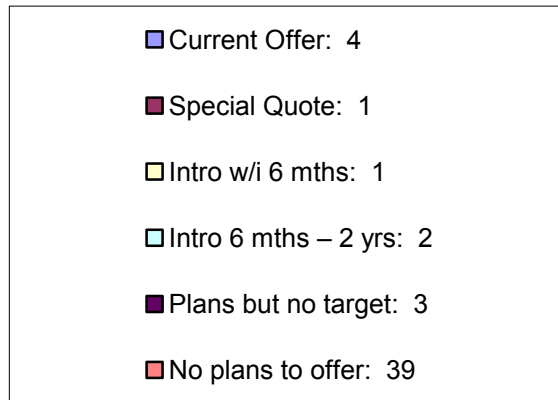 Current Offer: 4
Special Quote: 1
Intro w/i 6 mths: 1
Intro 6 mths – 2 yrs: 2
Plans but no target: 3
No plans to offer: 39